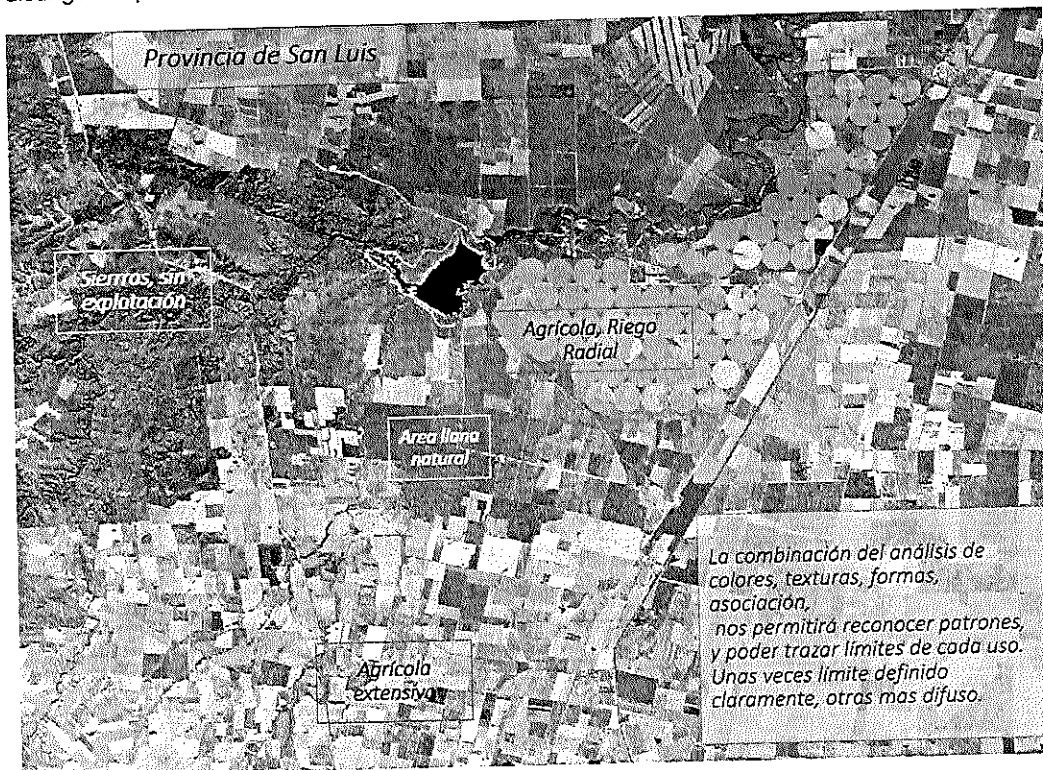 Provincia de San Luis
Sierras, sin
explotación
Agrícola, Riego
Radial
Area llana
natural
La combinación del análisis de
colores, texturas, formas,
asociación,
nos permitirá reconocer patrones,
y poder trazar límites de cada uso.
Unas veces límite definido
claramente, otras mas difuso.
Agrícola
extensiva